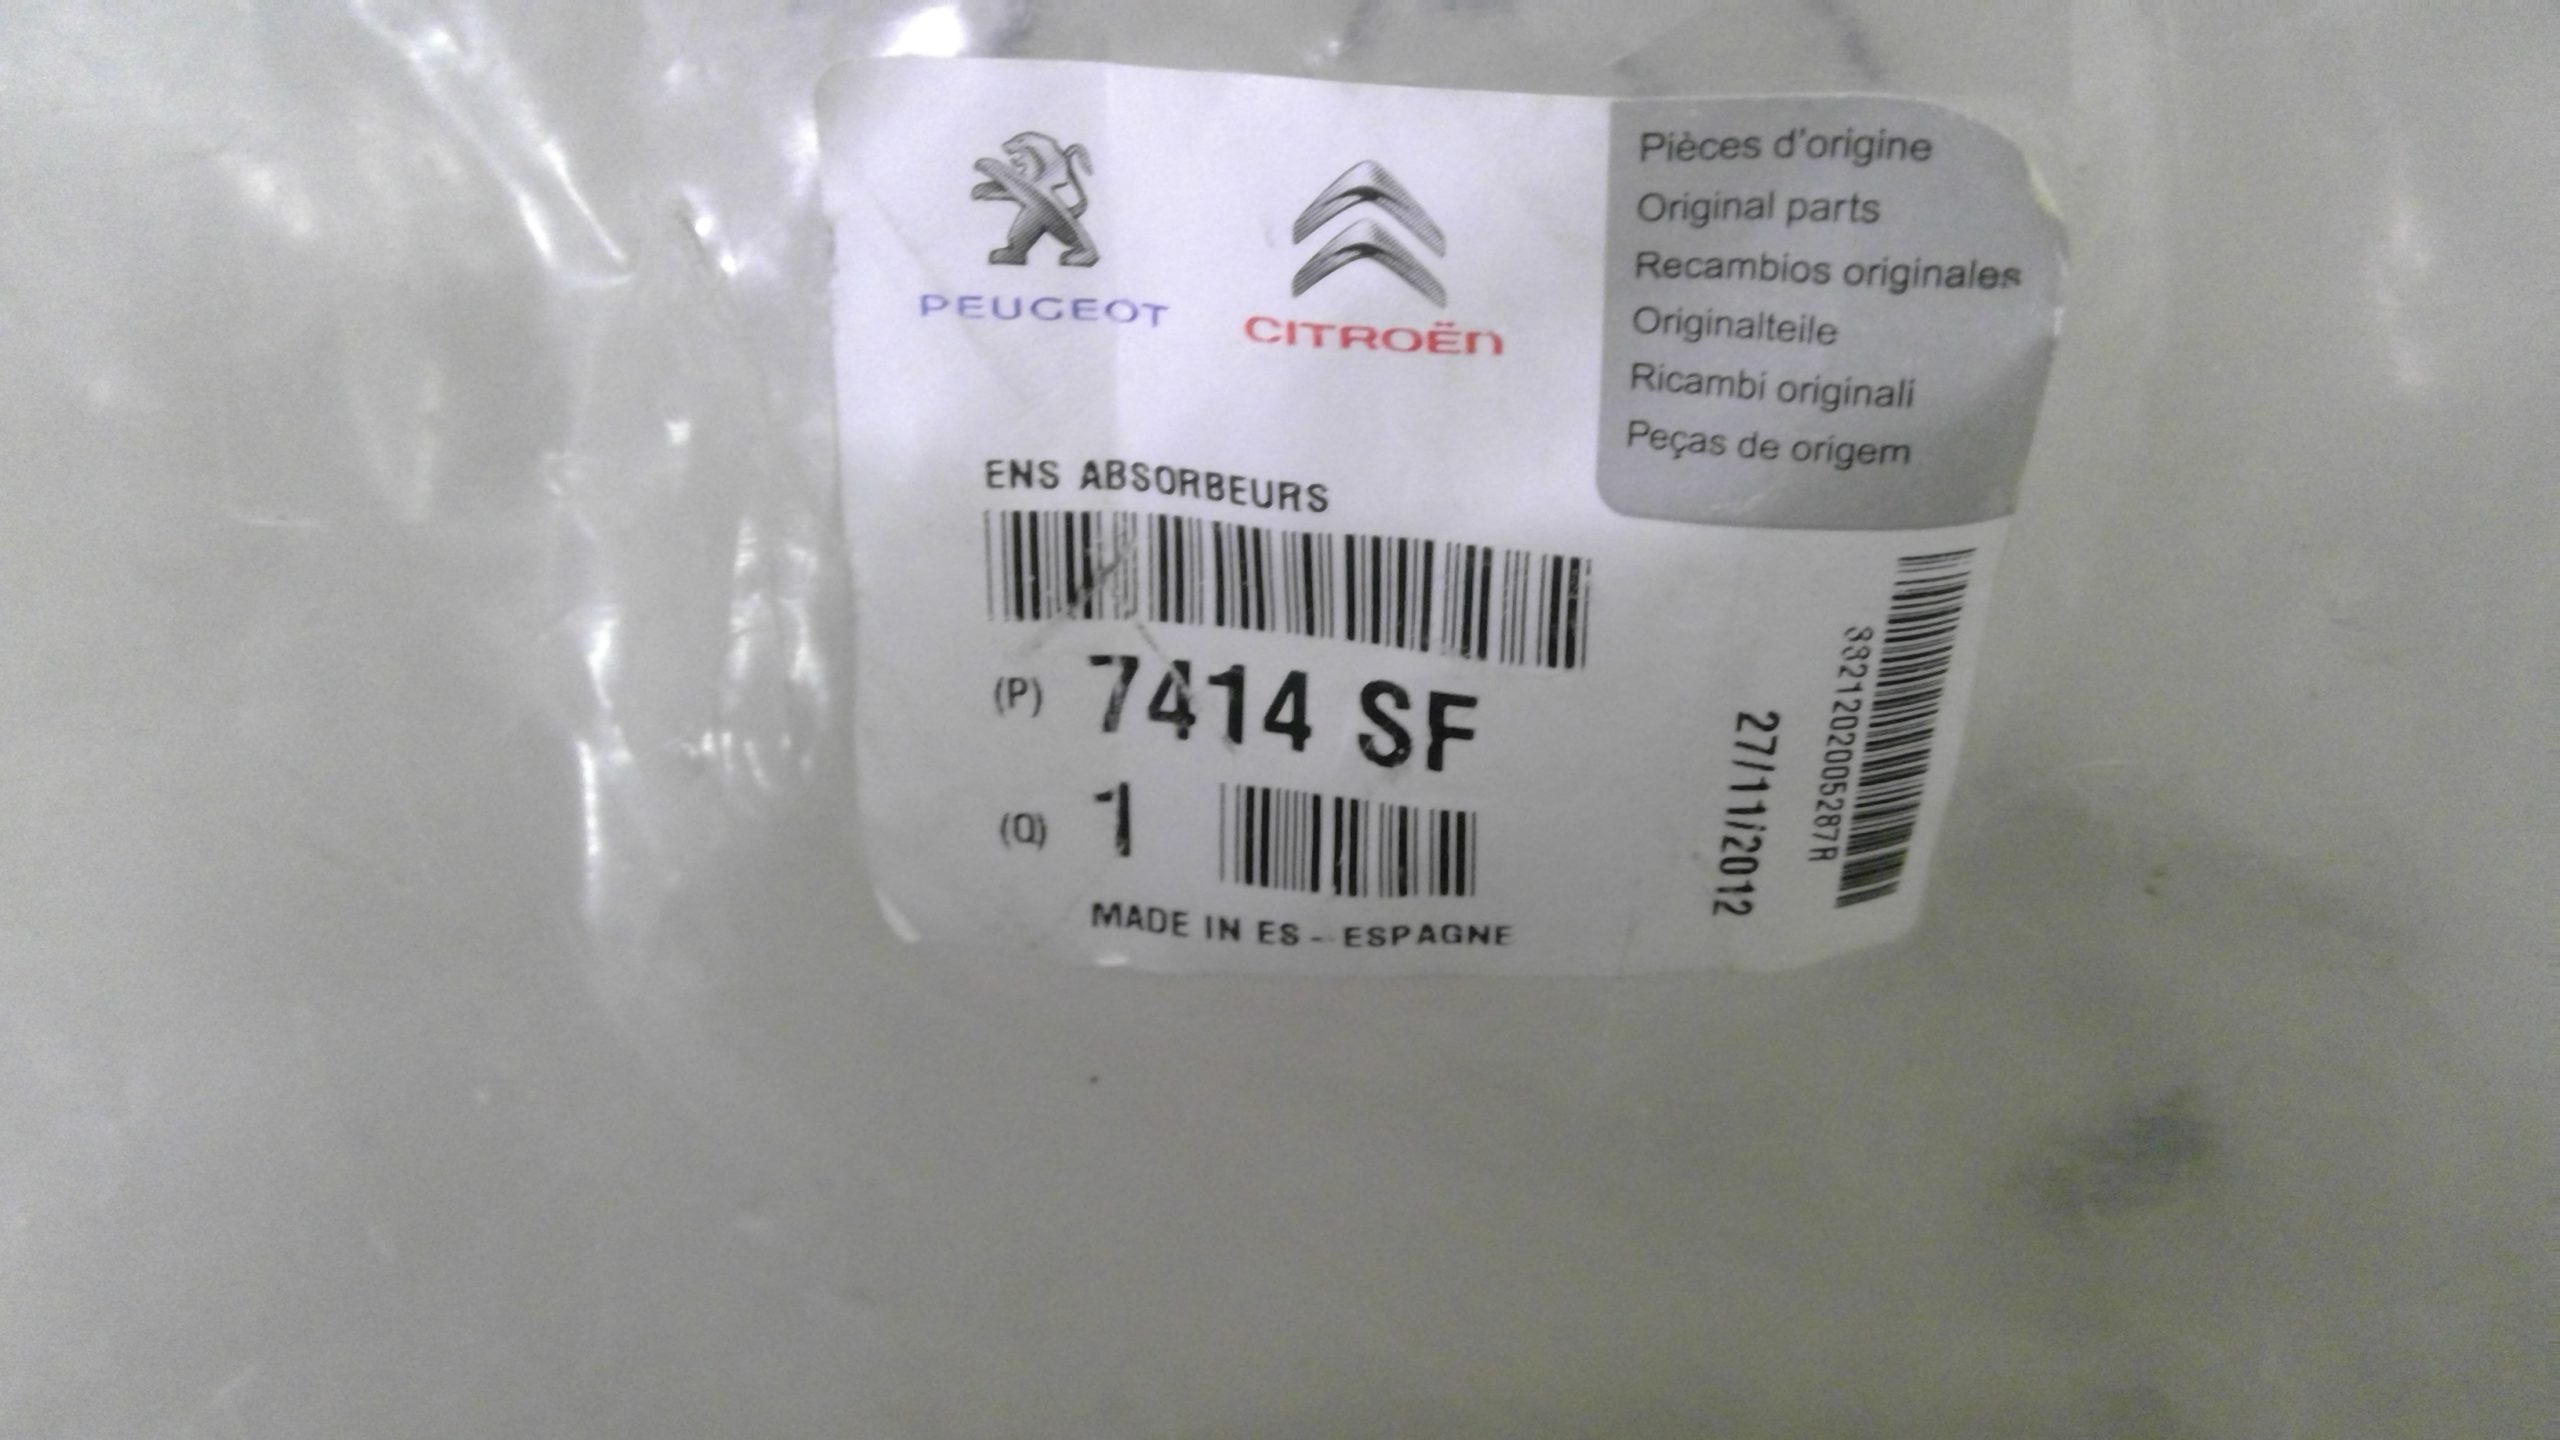 PEUGEOT
CITROËn
Pièces d'origine
Original parts
Recambios originales
Originalteile
Ricambi originali
Peças de origem
ENS ABSORBEURS
(P) 7414 SF
(Q) 1
MADE IN ES - ESPAGNE
27/11/2012
3321202005287R